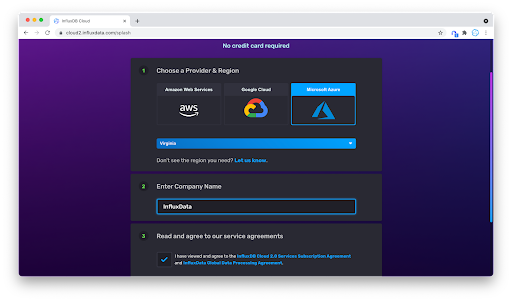 InfluxDB Cloud
cloud2.influxdata.com/splash
No credit card required
1 Choose a Provider & Region
Amazon Web Services
Google Cloud
Microsoft Azure
aws
Virginia
Don't see the region you need? Let us know.
2 Enter Company Name
InfluxData
3 Read and agree to our service agreements
I have viewed and agree to the InfluxDB Cloud 2.0 Services Subscription Agreement
and InfluxData Global Data Processing Agreement.